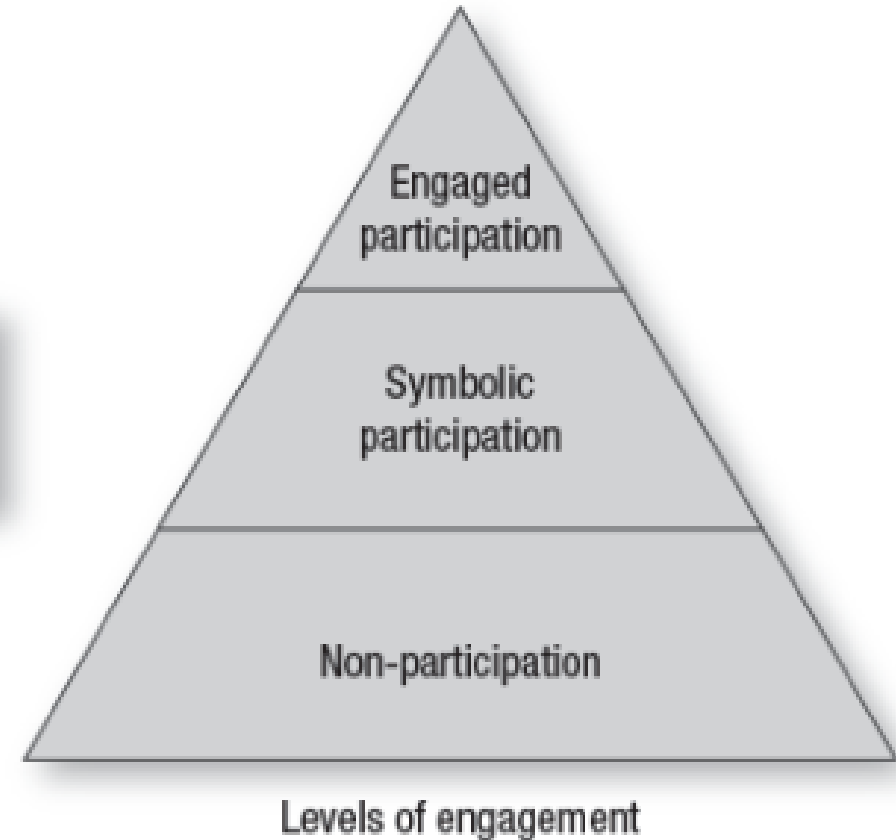 Engaged
participation
Symbolic
participation
Non-participation
Levels of engagement